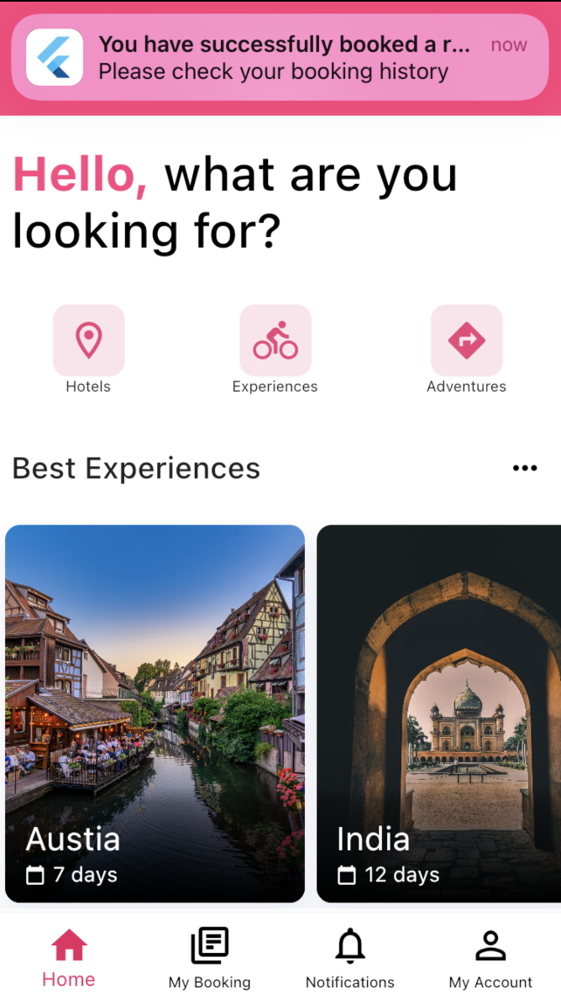 You have successfully booked a r... now
Please check your booking history
Hello, what are you
looking for?
Hotels Experiences Adventures
Best Experiences
Austia India
7 days 12 days
Home My Booking Notifications My Account